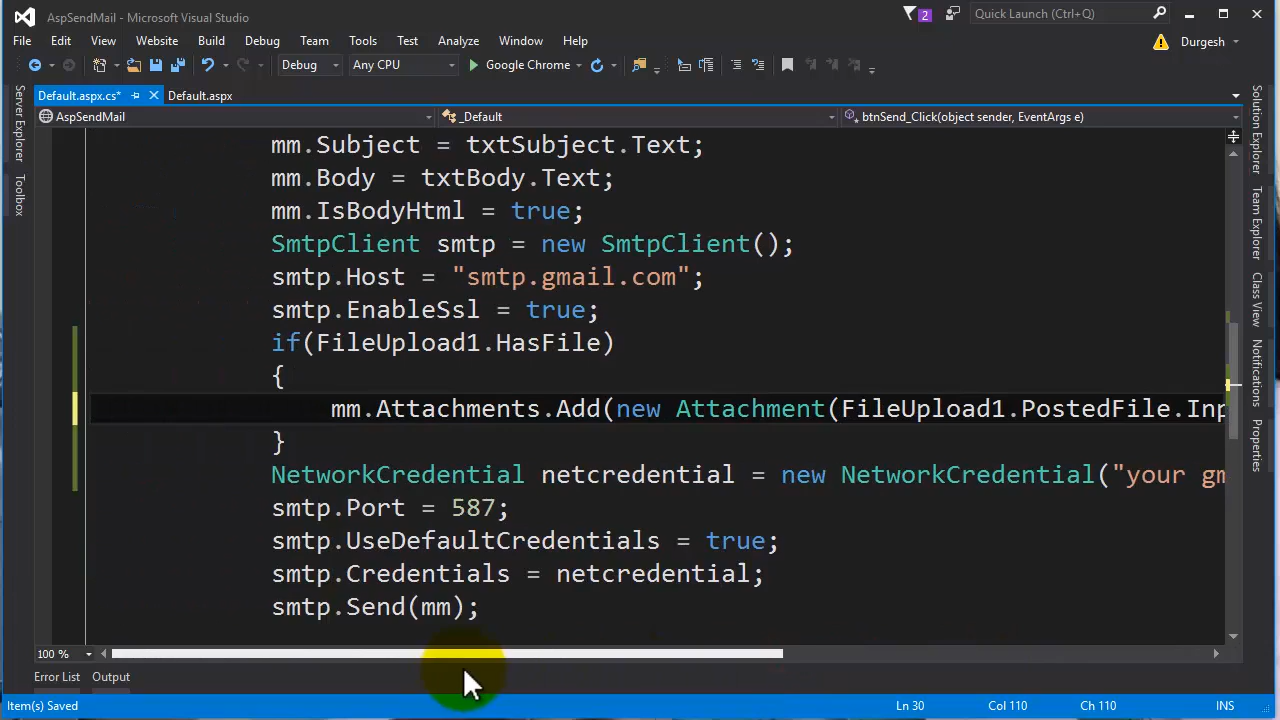 AspSendMail - Microsoft Visual Studio
2
Quick Launch (Ctrl+Q)
File Edit View Website Build Debug Team Tools Test Analyze Window Help
Durgesh
Debug Any CPU Google Chrome
Default.aspx.cs* Default.aspx
AspSendMail _Default btnSend_Click(object sender, EventArgs e)
Server Explorer
Toolbox
mm.Subject = txtSubject.Text;
mm.Body = txtBody.Text;
mm.IsBodyHtml = true;
SmtpClient smtp = new SmtpClient();
smtp.Host = "smtp.gmail.com";
smtp.EnableSsl = true;
if(FileUpload1.HasFile)
{
mm.Attachments.Add(new Attachment(FileUpload1.PostedFile.Inp
}
NetworkCredential netcredential = new NetworkCredential("your gm
smtp.Port = 587;
smtp.UseDefaultCredentials = true;
smtp.Credentials = netcredential;
smtp.Send(mm);
Solution Explorer
Team Explorer
Class View
Notifications
Properties
100 %
Error List Output
Item(s) Saved Ln 30 Col 110 INS